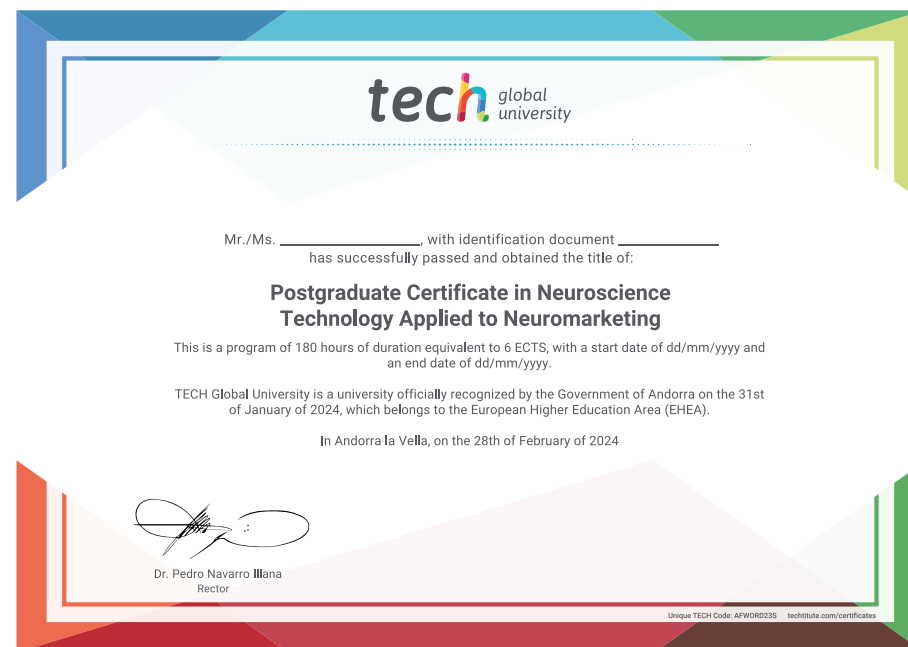 tech global
university
Mr./Ms. ____________________, with identification document ______________
has successfully passed and obtained the title of:
Postgraduate Certificate in Neuroscience
Technology Applied to Neuromarketing
This is a program of 180 hours of duration equivalent to 6 ECTS, with a start date of dd/mm/yyyy and
an end date of dd/mm/yyyy.
TECH Global University is a university officially recognized by the Government of Andorra on the 31st
of January of 2024, which belongs to the European Higher Education Area (EHEA).
In Andorra la Vella, on the 28th of February of 2024
Dr. Pedro Navarro Illana
Rector
Unique TECH Code: AFWORD23S techtitute.com/certificates